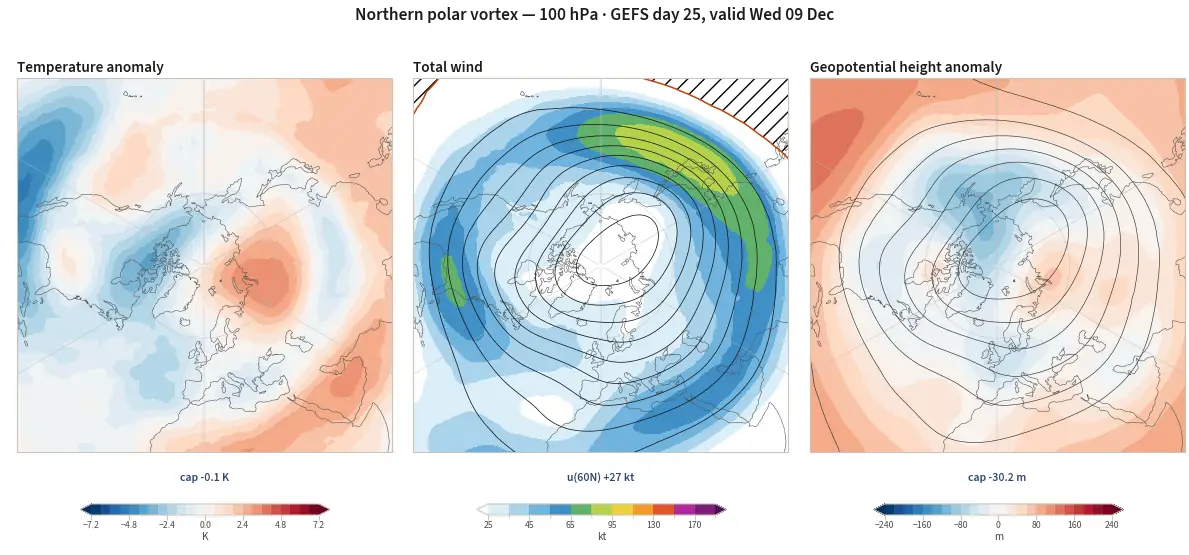 Northern polar vortex — 100 hPa · GEFS day 25, valid Wed 09 Dec
Temperature anomaly
Total wind
Geopotential height anomaly
cap -0.1 K
u(60N) +27 kt
cap -30.2 m
−7.2 −4.8 −2.4 0.0 2.4 4.8 7.2
K
25 45 65 95 130 170
kt
−240 −160 −80 0 80 160 240
m